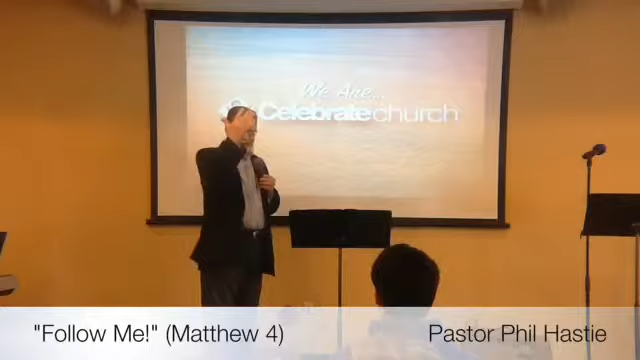 We Are...
Celebratechurch
"Follow Me!" (Matthew 4)
Pastor Phil Hastie